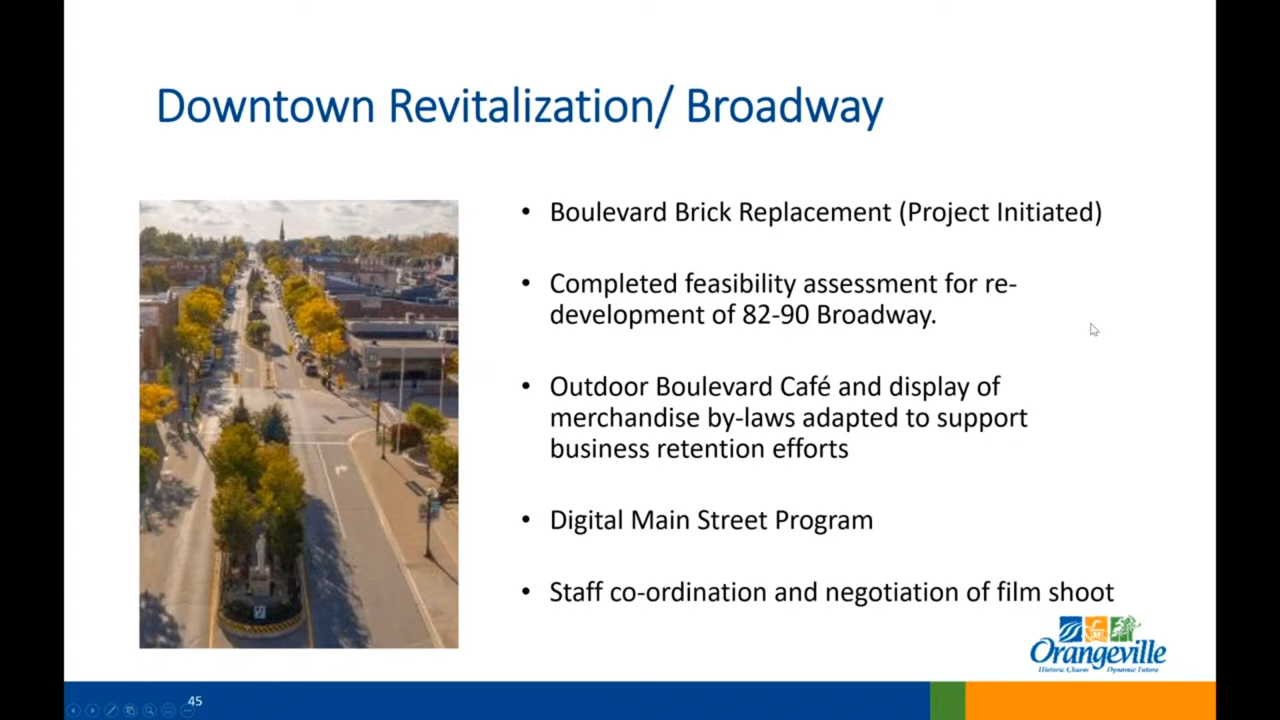 Downtown Revitalization/ Broadway
• Boulevard Brick Replacement (Project Initiated)
• Completed feasibility assessment for re-
development of 82-90 Broadway.
• Outdoor Boulevard Café and display of
merchandise by-laws adapted to support
business retention efforts
• Digital Main Street Program
• Staff co-ordination and negotiation of film shoot
Orangeville
Historic Charm Dynamic Future
45